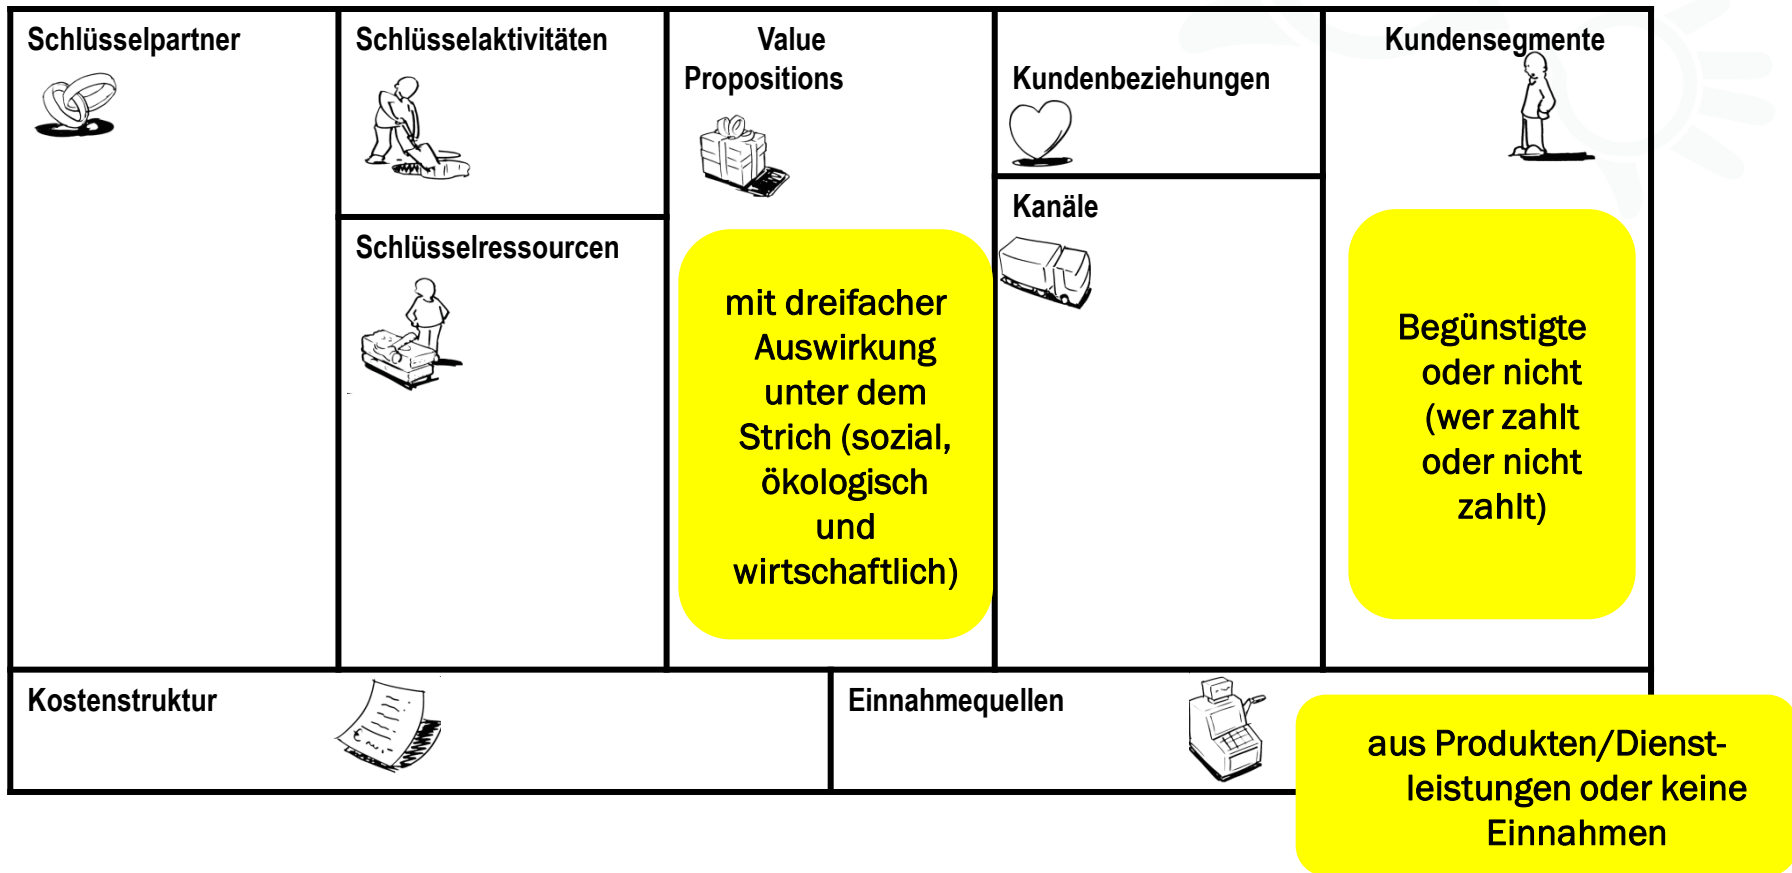 Schlüsselpartner
Schlüsselaktivitäten
Schlüsselressourcen
Value
Propositions
mit dreifacher
Auswirkung
unter dem
Strich (sozial,
ökologisch
und
wirtschaftlich)
Kundenbeziehungen
Kanäle
Kundensegmente
Begünstigte
oder nicht
(wer zahlt
oder nicht
zahlt)
Kostenstruktur
Einnahmequellen
aus Produkten/Dienst-
leistungen oder keine
Einnahmen